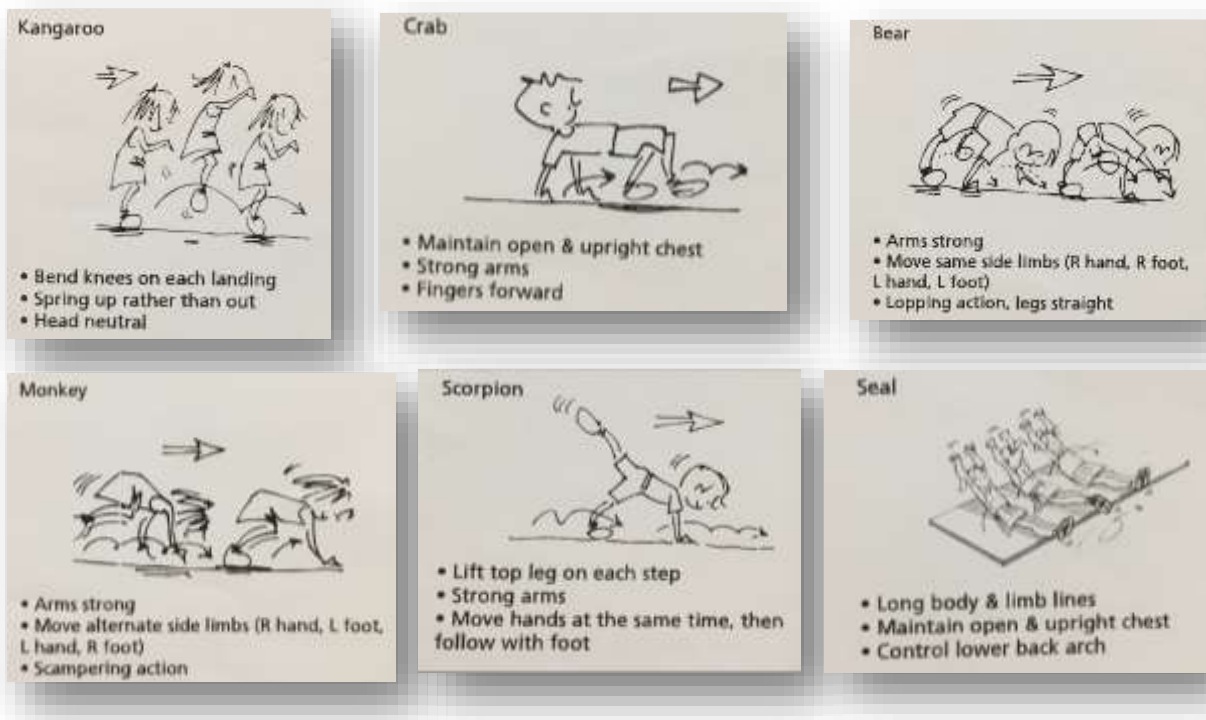 Kangaroo
• Bend knees on each landing
• Spring up rather than out
• Head neutral
Crab
• Maintain open & upright chest
• Strong arms
• Fingers forward
Bear
• Arms strong
• Move same side limbs (R hand, R foot,
L hand, L foot)
• Lopping action, legs straight
Monkey
• Arms strong
• Move alternate side limbs (R hand, L foot,
L hand, R foot)
• Scampering action
Scorpion
• Lift top leg on each step
• Strong arms
• Move hands at the same time, then
follow with foot
Seal
• Long body & limb lines
• Maintain open & upright chest
• Control lower back arch